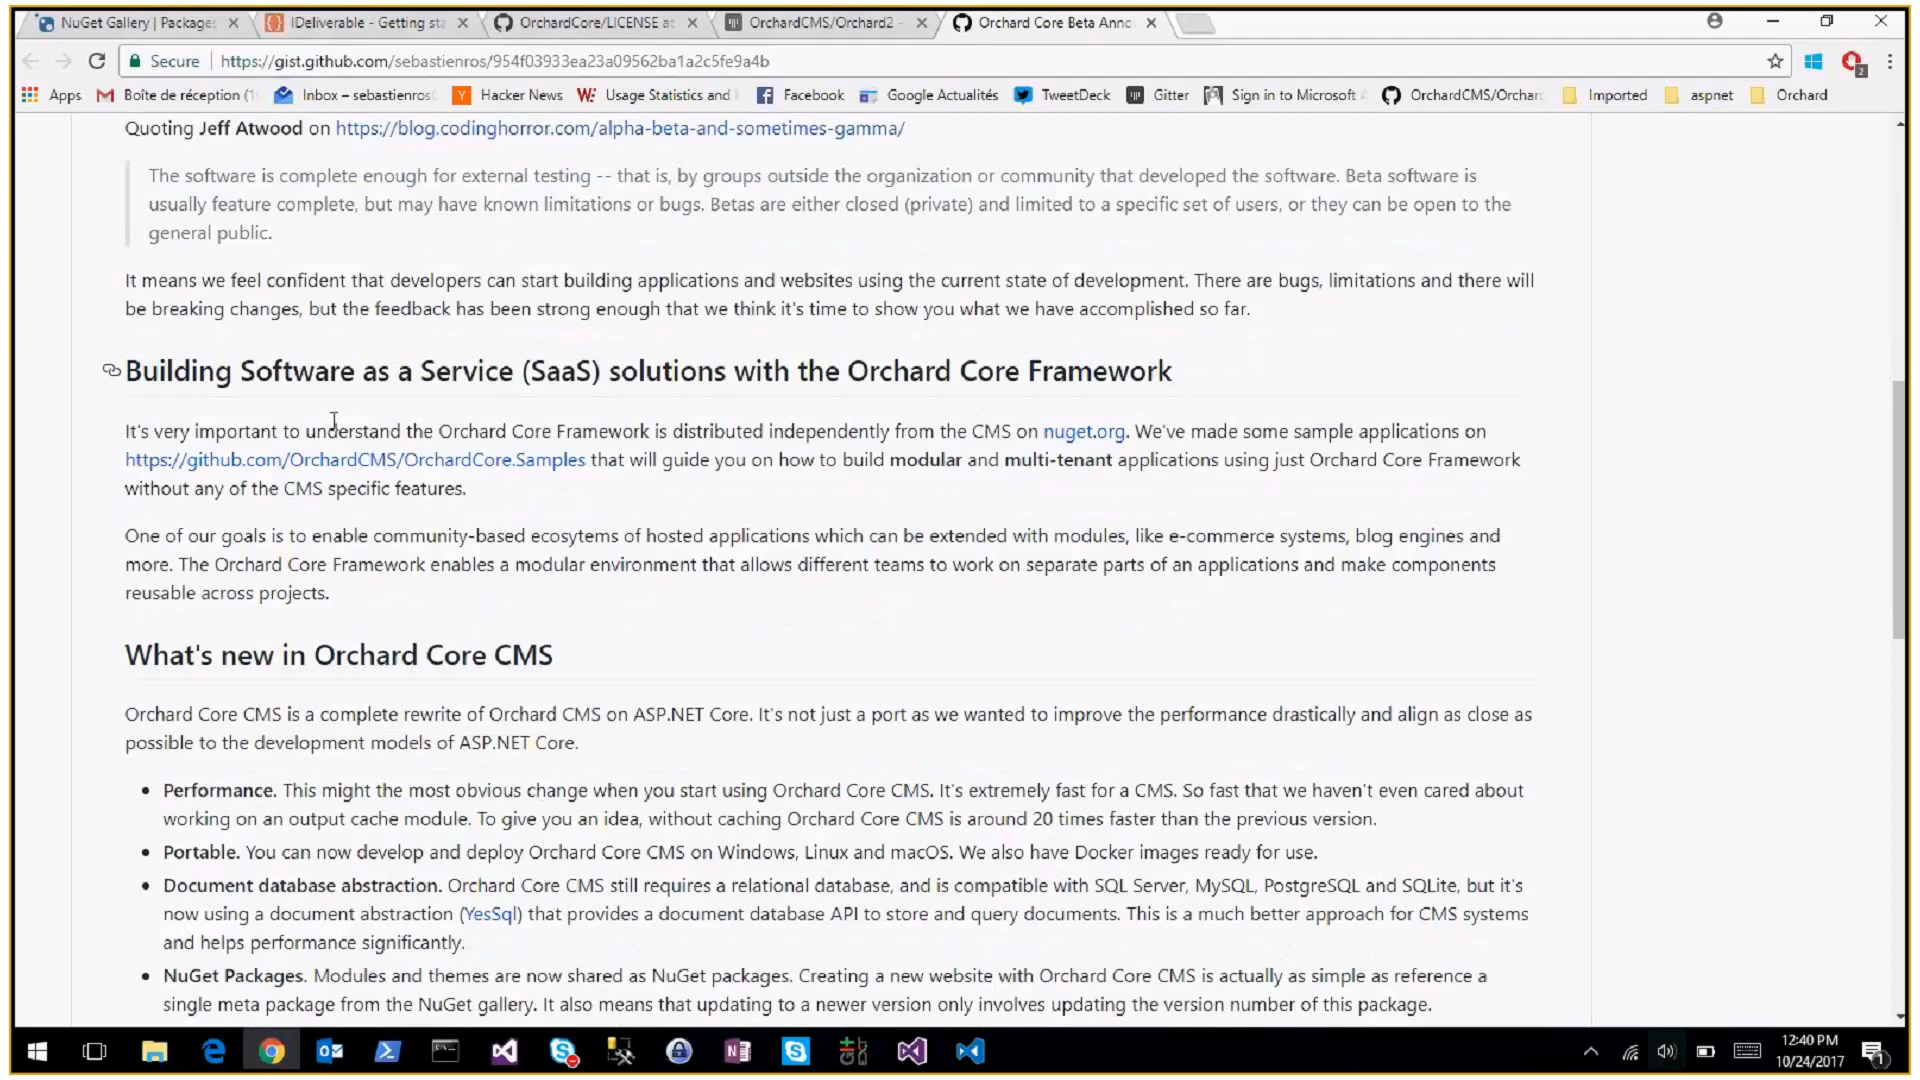 NuGet Gallery | Packages
IDeliverable - Getting sta
OrchardCore/LICENSE at
OrchardCMS/Orchard2 -
Orchard Core Beta Anno
Secure
https://gist.github.com/sebastienros/954f03933ea23a09562ba1a2c5fe9a4b
2
Apps
Boîte de réception (1
Inbox – sebastienros
Hacker News
Usage Statistics and
Facebook
Google Actualités
TweetDeck
Gitter
Sign in to Microsoft
OrchardCMS/Orchar
Imported
aspnet
Orchard
Quoting Jeff Atwood on https://blog.codinghorror.com/alpha-beta-and-sometimes-gamma/
The software is complete enough for external testing -- that is, by groups outside the organization or community that developed the software. Beta software is
usually feature complete, but may have known limitations or bugs. Betas are either closed (private) and limited to a specific set of users, or they can be open to the
general public.
It means we feel confident that developers can start building applications and websites using the current state of development. There are bugs, limitations and there will
be breaking changes, but the feedback has been strong enough that we think it's time to show you what we have accomplished so far.
Building Software as a Service (SaaS) solutions with the Orchard Core Framework
It's very important to understand the Orchard Core Framework is distributed independently from the CMS on nuget.org. We've made some sample applications on
https://github.com/OrchardCMS/OrchardCore.Samples that will guide you on how to build modular and multi-tenant applications using just Orchard Core Framework
without any of the CMS specific features.
One of our goals is to enable community-based ecosytems of hosted applications which can be extended with modules, like e-commerce systems, blog engines and
more. The Orchard Core Framework enables a modular environment that allows different teams to work on separate parts of an applications and make components
reusable across projects.
What's new in Orchard Core CMS
Orchard Core CMS is a complete rewrite of Orchard CMS on ASP.NET Core. It's not just a port as we wanted to improve the performance drastically and align as close as
possible to the development models of ASP.NET Core.
• Performance. This might the most obvious change when you start using Orchard Core CMS. It's extremely fast for a CMS. So fast that we haven't even cared about
working on an output cache module. To give you an idea, without caching Orchard Core CMS is around 20 times faster than the previous version.
• Portable. You can now develop and deploy Orchard Core CMS on Windows, Linux and macOS. We also have Docker images ready for use.
• Document database abstraction. Orchard Core CMS still requires a relational database, and is compatible with SQL Server, MySQL, PostgreSQL and SQLite, but it's
now using a document abstraction (YesSql) that provides a document database API to store and query documents. This is a much better approach for CMS systems
and helps performance significantly.
• NuGet Packages. Modules and themes are now shared as NuGet packages. Creating a new website with Orchard Core CMS is actually as simple as reference a
single meta package from the NuGet gallery. It also means that updating to a newer version only involves updating the version number of this package.
12:40 PM
10/24/2017
1